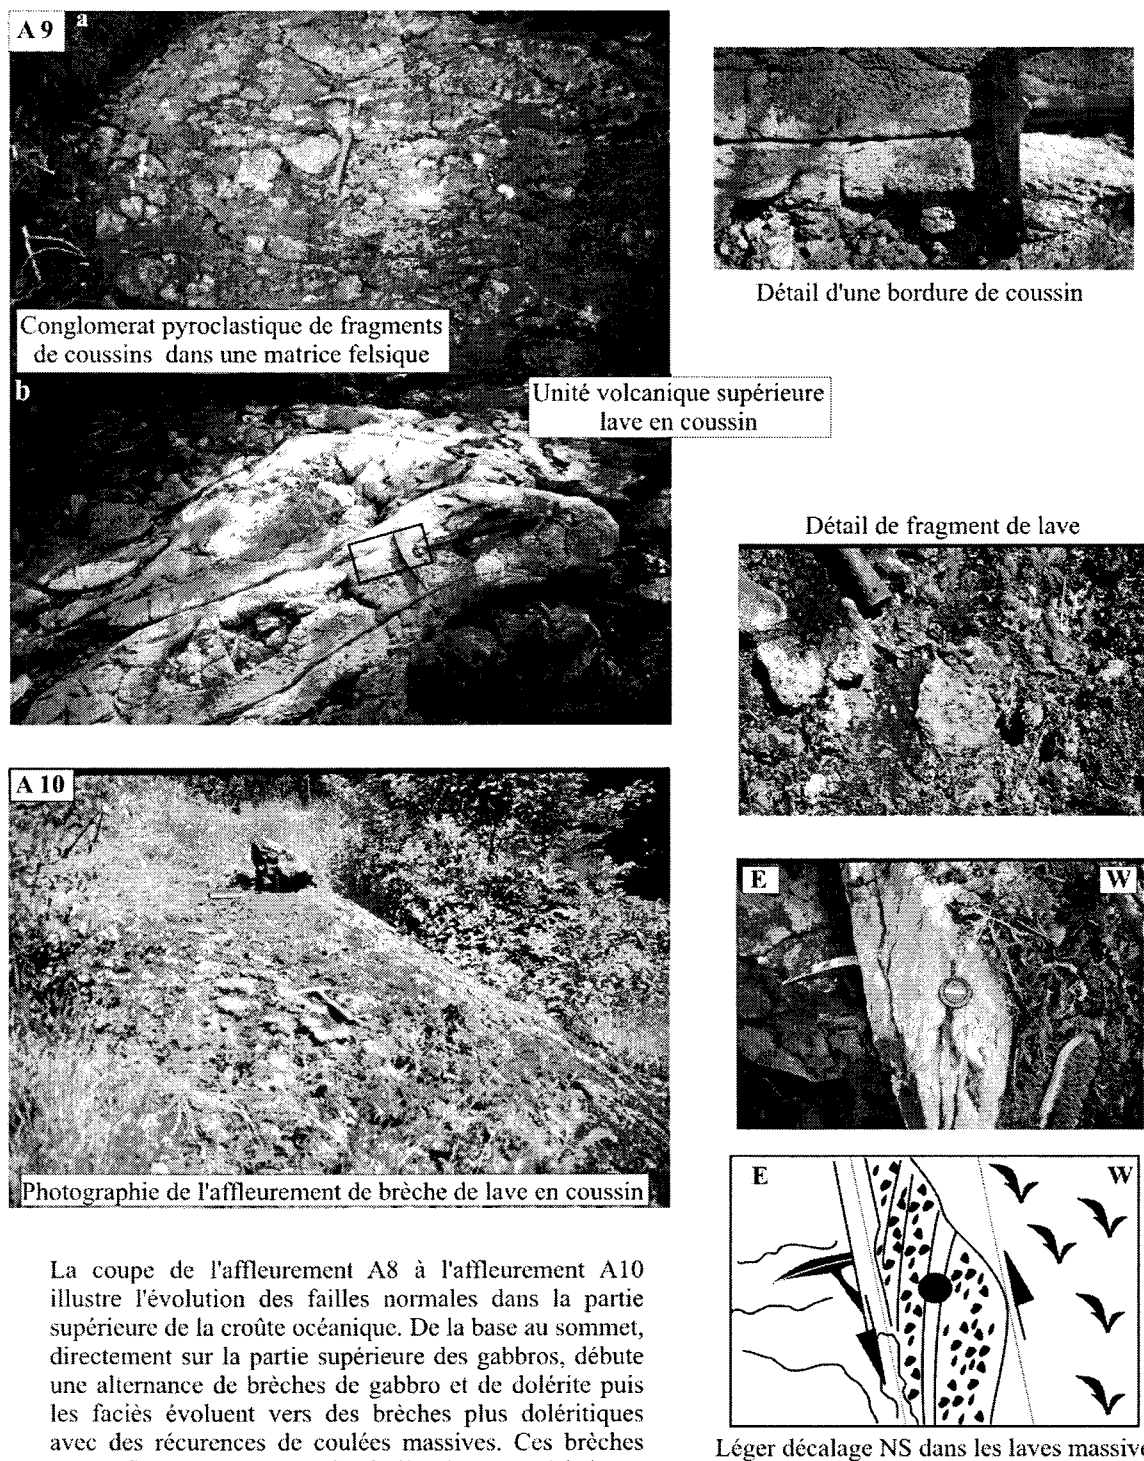 A 9
a
Conglomerat pyroclastique de fragments
de coussins dans une matrice felsique
Détail d'une bordure de coussin
b
Unité volcanique supérieure
lave en coussin
Détail de fragment de lave
A 10
Photographie de l'affleurement de brèche de lave en coussin
E W
E W
Léger décalage NS dans les laves massive
La coupe de l'affleurement A8 à l'affleurement A10
illustre l'évolution des failles normales dans la partie
supérieure de la croûte océanique. De la base au sommet,
directement sur la partie supérieure des gabbros, débute
une alternance de brèches de gabbro et de dolérite puis
les faciès évoluent vers des brèches plus doléritiques
avec des récurences de coulées massives. Ces brèches